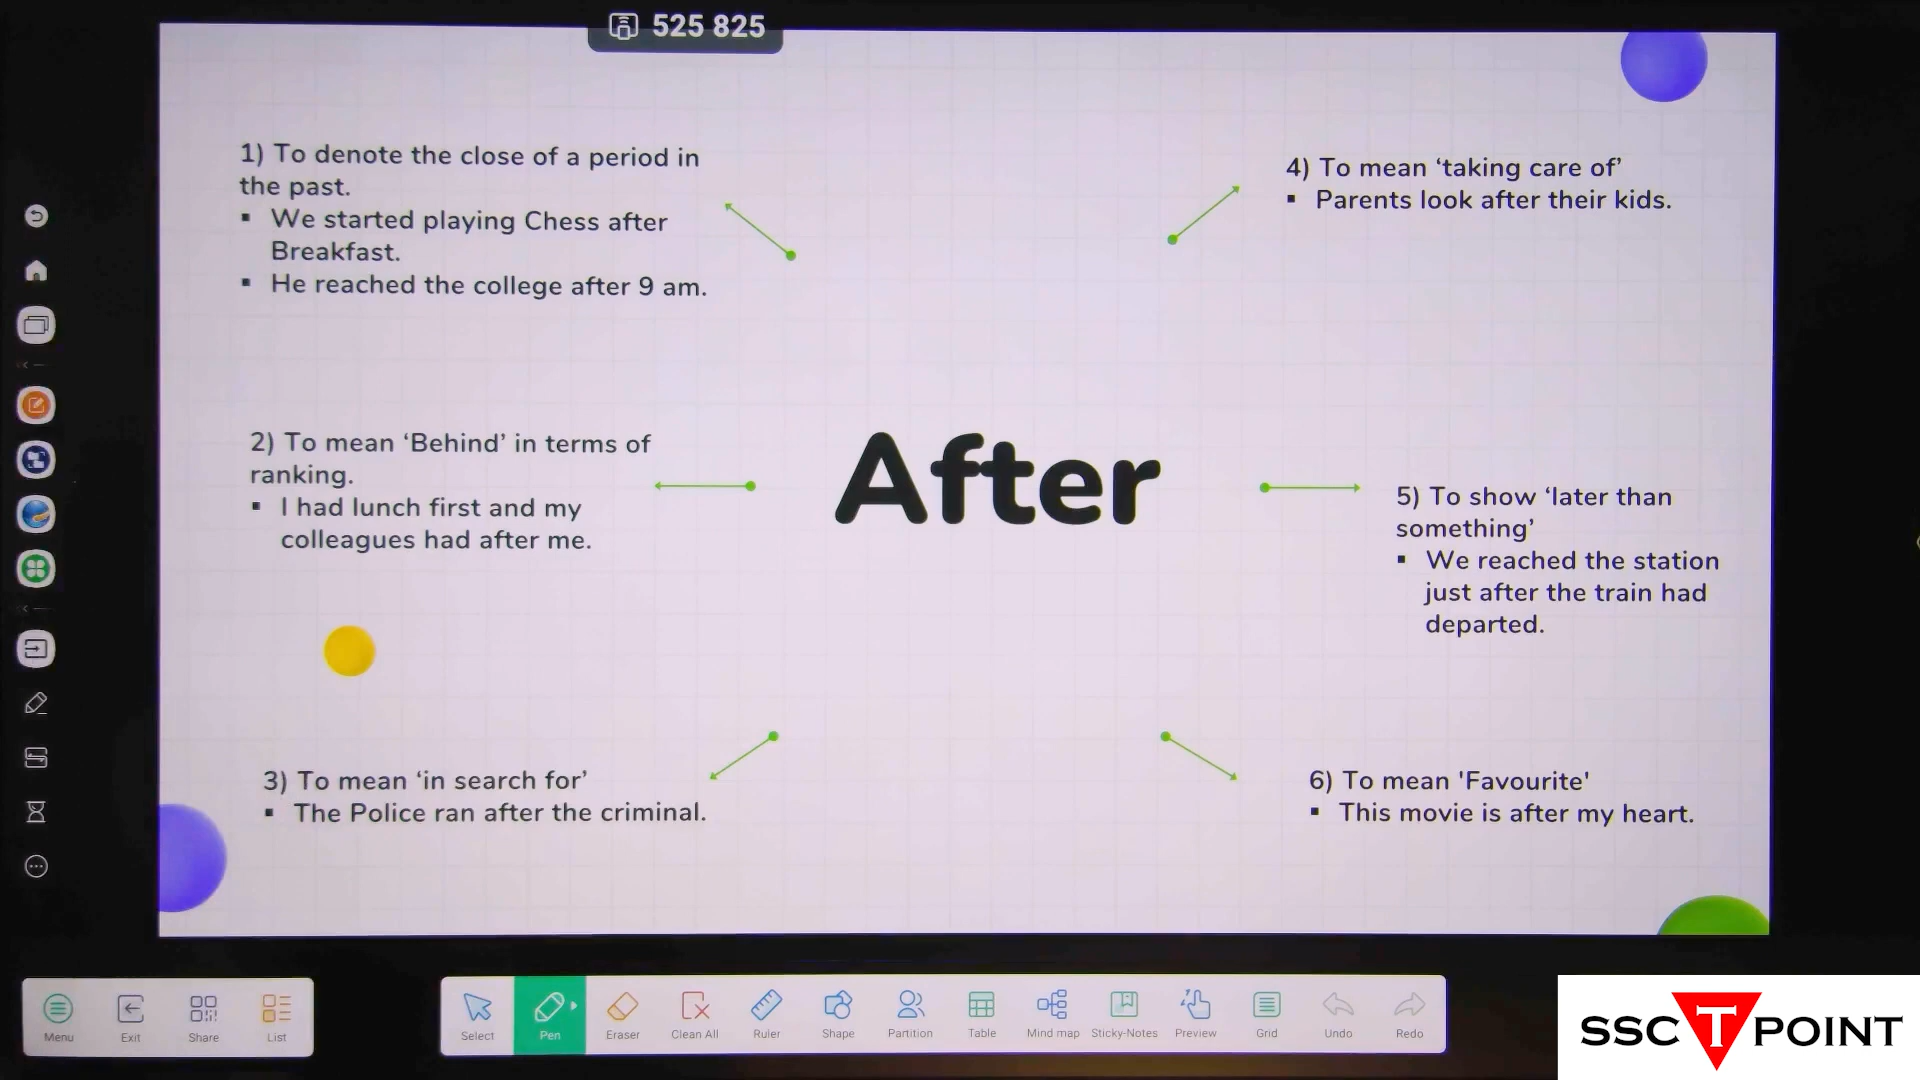 525 825
1) To denote the close of a period in
the past.
▪ We started playing Chess after
Breakfast.
▪ He reached the college after 9 am.
2) To mean ‘Behind’ in terms of
ranking.
▪ I had lunch first and my
colleagues had after me.
3) To mean ‘in search for’
▪ The Police ran after the criminal.
After
4) To mean ‘taking care of’
▪ Parents look after their kids.
5) To show ‘later than
something’
▪ We reached the station
just after the train had
departed.
6) To mean 'Favourite'
▪ This movie is after my heart.
Menu Exit Share List
Select Pen Eraser Clean All Ruler Shape Partition Table Mind map Sticky-Notes Preview Grid Undo Redo
SSC T POINT